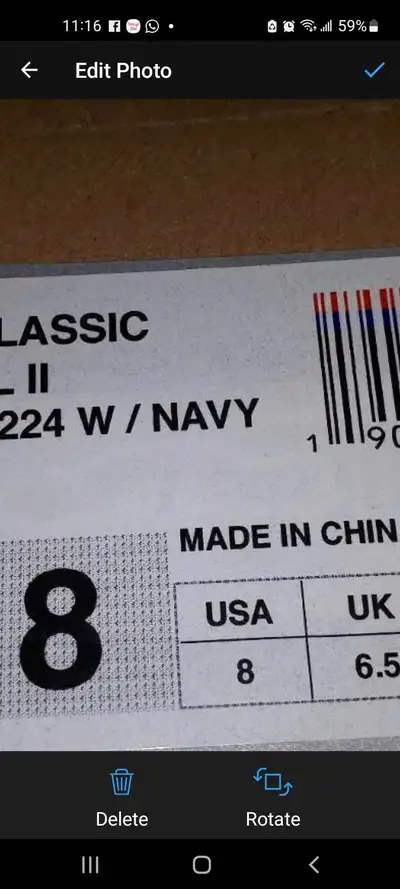 11:16
59%
Edit Photo
LASSIC
L II
224 W / NAVY
1 90
MADE IN CHIN
8
USA UK
8 6.5
Delete Rotate